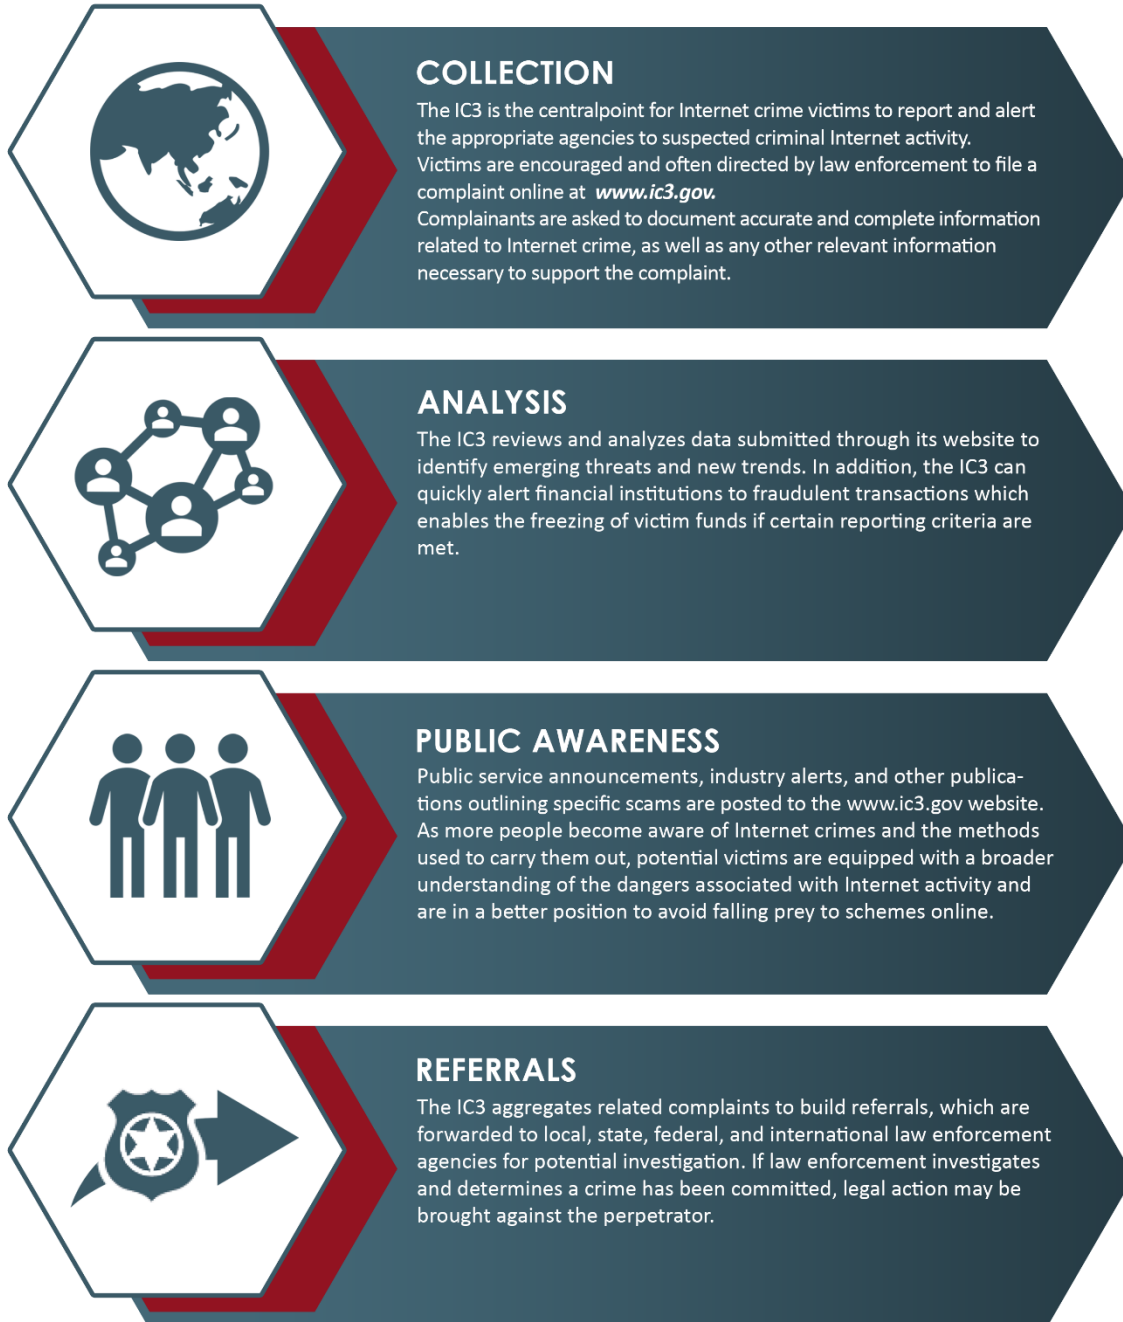 COLLECTION
The IC3 is the centralpoint for Internet crime victims to report and alert
the appropriate agencies to suspected criminal Internet activity.
Victims are encouraged and often directed by law enforcement to file a
complaint online at www.ic3.gov.
Complainants are asked to document accurate and complete information
related to Internet crime, as well as any other relevant information
necessary to support the complaint.
ANALYSIS
The IC3 reviews and analyzes data submitted through its website to
identify emerging threats and new trends. In addition, the IC3 can
quickly alert financial institutions to fraudulent transactions which
enables the freezing of victim funds if certain reporting criteria are
met.
PUBLIC AWARENESS
Public service announcements, industry alerts, and other publica-
tions outlining specific scams are posted to the www.ic3.gov website.
As more people become aware of Internet crimes and the methods
used to carry them out, potential victims are equipped with a broader
understanding of the dangers associated with Internet activity and
are in a better position to avoid falling prey to schemes online.
REFERRALS
The IC3 aggregates related complaints to build referrals, which are
forwarded to local, state, federal, and international law enforcement
agencies for potential investigation. If law enforcement investigates
and determines a crime has been committed, legal action may be
brought against the perpetrator.